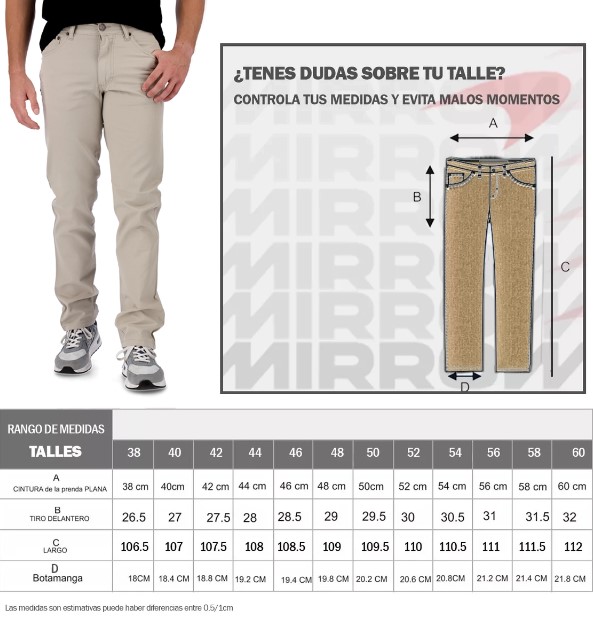 ¿TENES DUDAS SOBRE TU TALLE?
CONTROLA TUS MEDIDAS Y EVITA MALOS MOMENTOS
MIRROW
A
B
C
D
RANGO DE MEDIDAS
TALLES 38 40 42 44 46 48 50 52 54 56 58 60
A
CINTURA de la prenda PLANA 38 cm 40cm 42 cm 44 cm 46 cm 48 cm 50cm 52 cm 54 cm 56 cm 58 cm 60 cm
B
TIRO DELANTERO 26.5 27 27.5 28 28.5 29 29.5 30 30.5 31 31.5 32
C
LARGO 106.5 107 107.5 108 108.5 109 109.5 110 110.5 111 111.5 112
D
Botamanga 18CM 18.4 CM 18.8 CM 19.2 CM 19.4 CM 19.8 CM 20.2 CM 20.6 CM 20.8CM 21.2 CM 21.4 CM 21.8 CM
Las medidas son estimativas puede haber diferencias entre 0.5/1cm